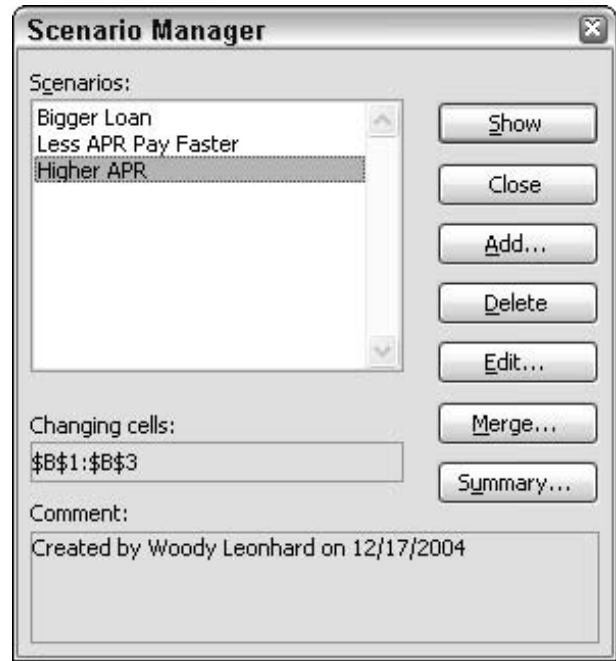 Scenario Manager
Scenarios:
Bigger Loan
Less APR Pay Faster
Higher APR
Show
Close
Add...
Delete
Edit...
Merge...
Summary...
Changing cells:
$B$1:$B$3
Comment:
Created by Woody Leonhard on 12/17/2004